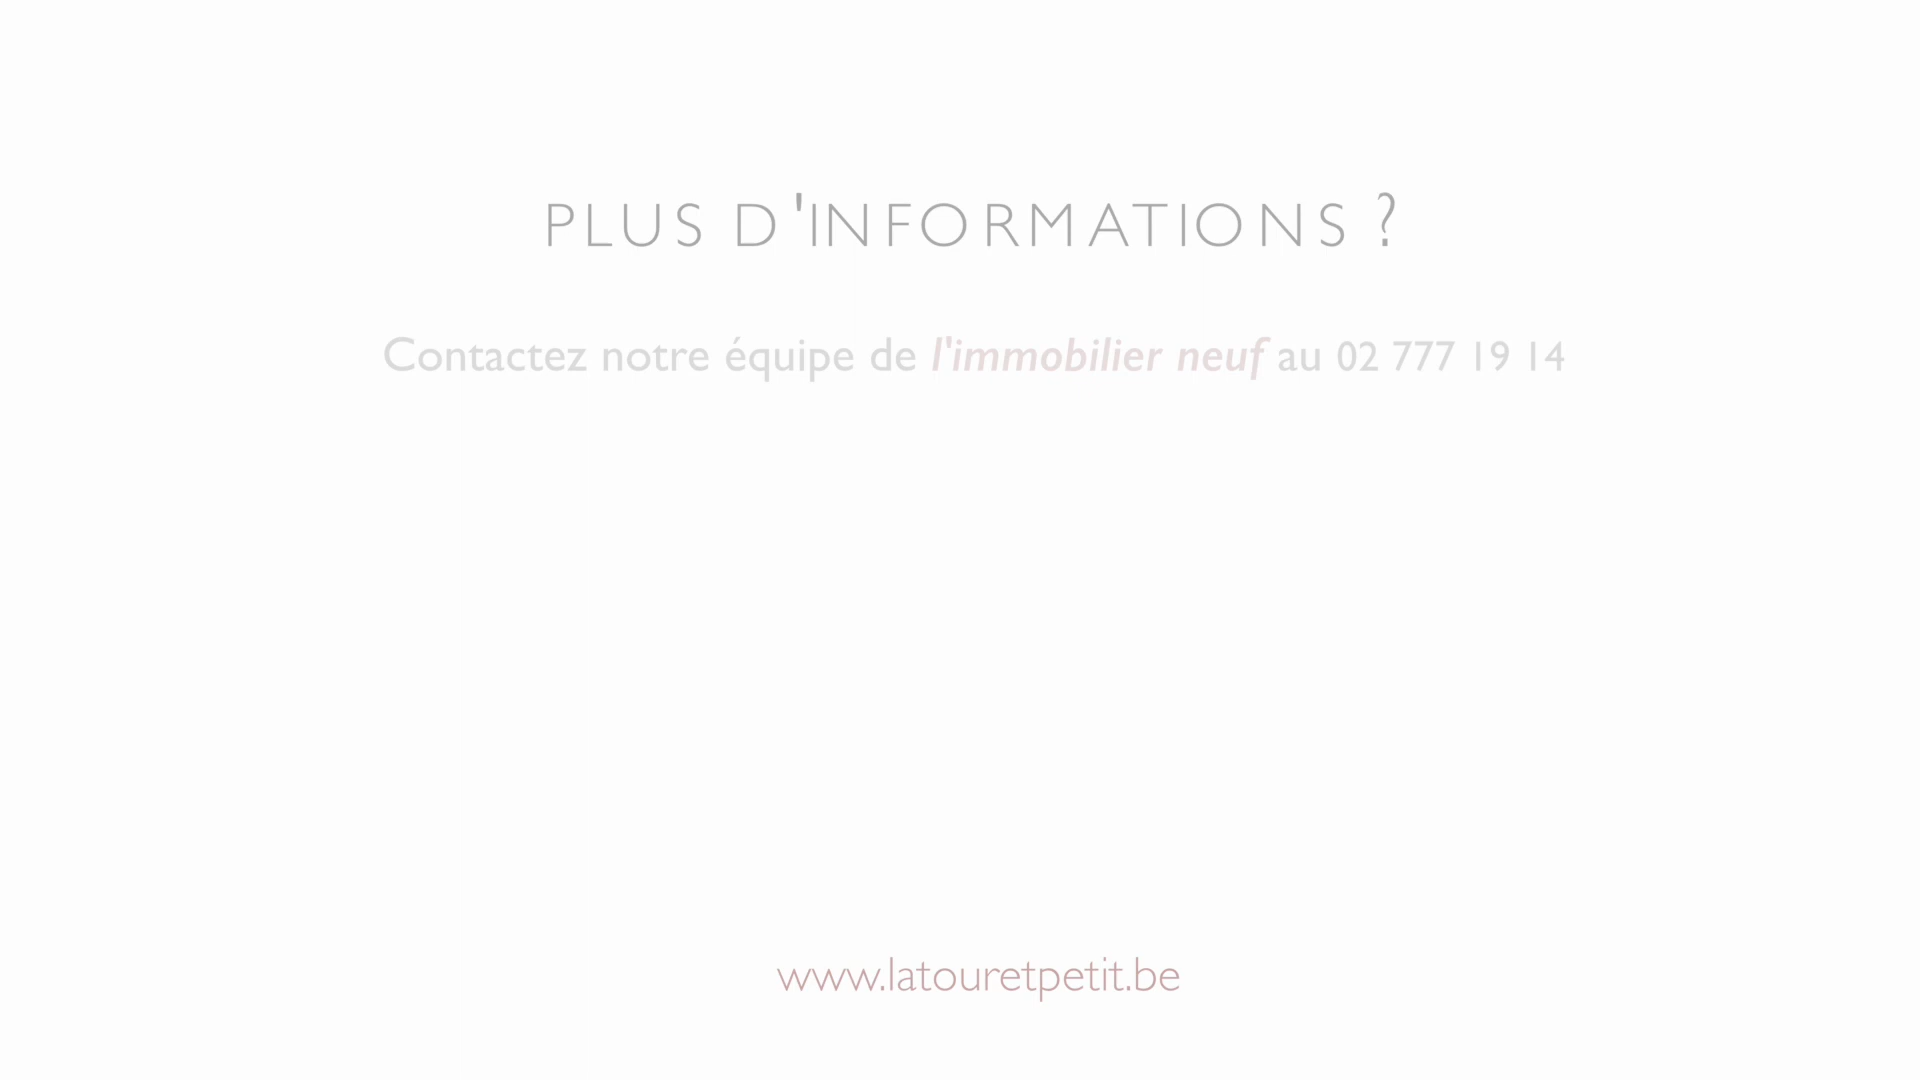 PLUS D'INFORMATIONS ?
Contactez notre équipe de l'immobilier neuf au 02 777 19 14
www.latouretpetit.be